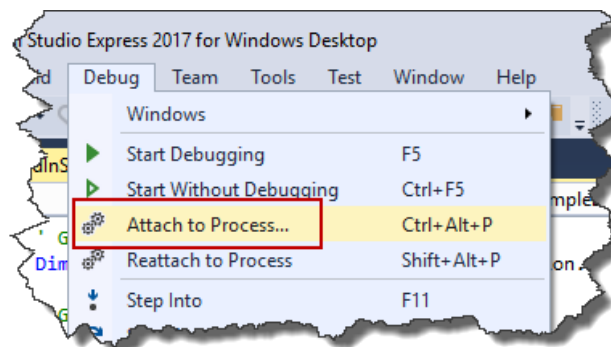 Studio Express 2017 for Windows Desktop
Debug Team Tools Test Window Help
Windows
Start Debugging F5
Start Without Debugging Ctrl+F5
Attach to Process... Ctrl+Alt+P
Dim
Reattach to Process Shift+Alt+P
Step Into F11